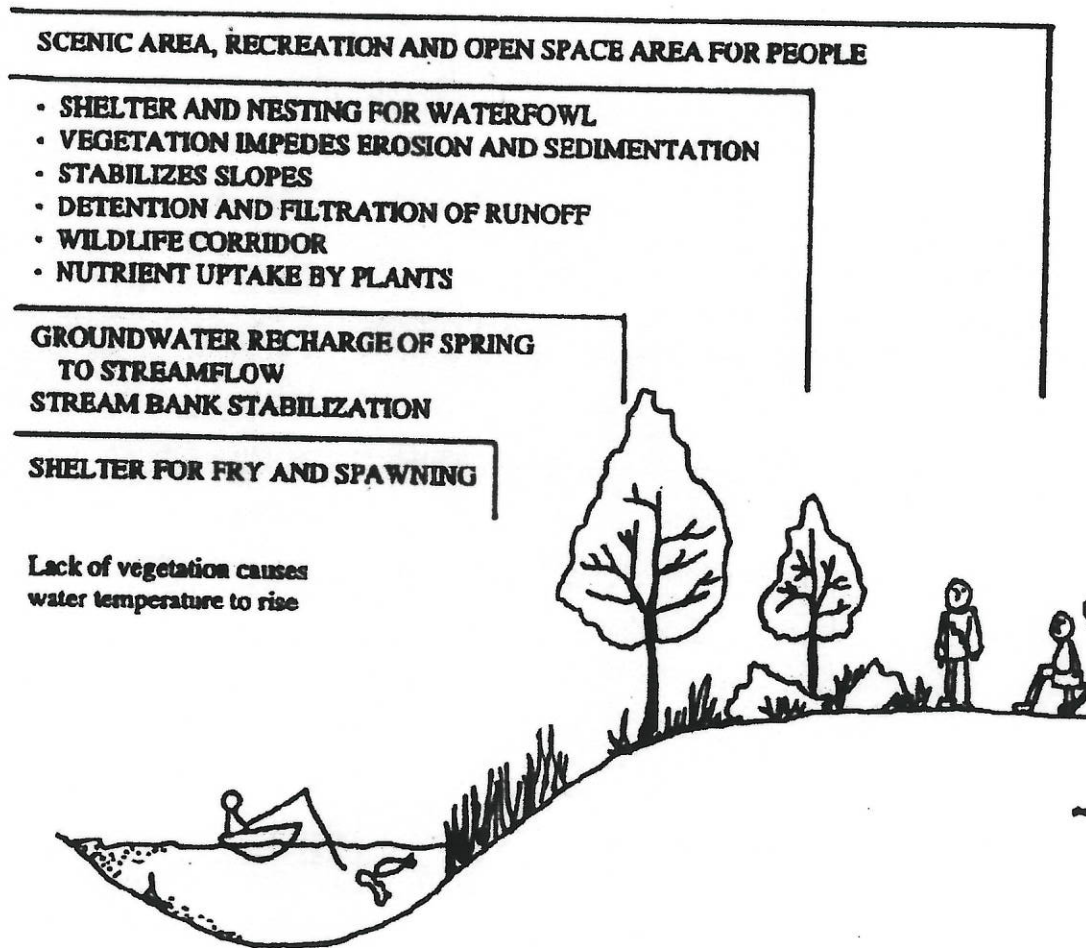 SCENIC AREA, RECREATION AND OPEN SPACE AREA FOR PEOPLE
· SHELTER AND NESTING FOR WATERFOWL
· VEGETATION IMPEDES EROSION AND SEDIMENTATION
· STABILIZES SLOPES
· DETENTION AND FILTRATION OF RUNOFF
· WILDLIFE CORRIDOR
· NUTRIENT UPTAKE BY PLANTS
GROUNDWATER RECHARGE OF SPRING
TO STREAMFLOW
STREAM BANK STABILIZATION
SHELTER FOR FRY AND SPAWNING
Lack of vegetation causes
water temperature to rise